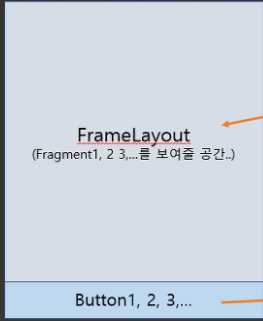 FrameLayout
(Fragment1, 2 3,...를 보여줄 공간..)
Button1, 2, 3,...